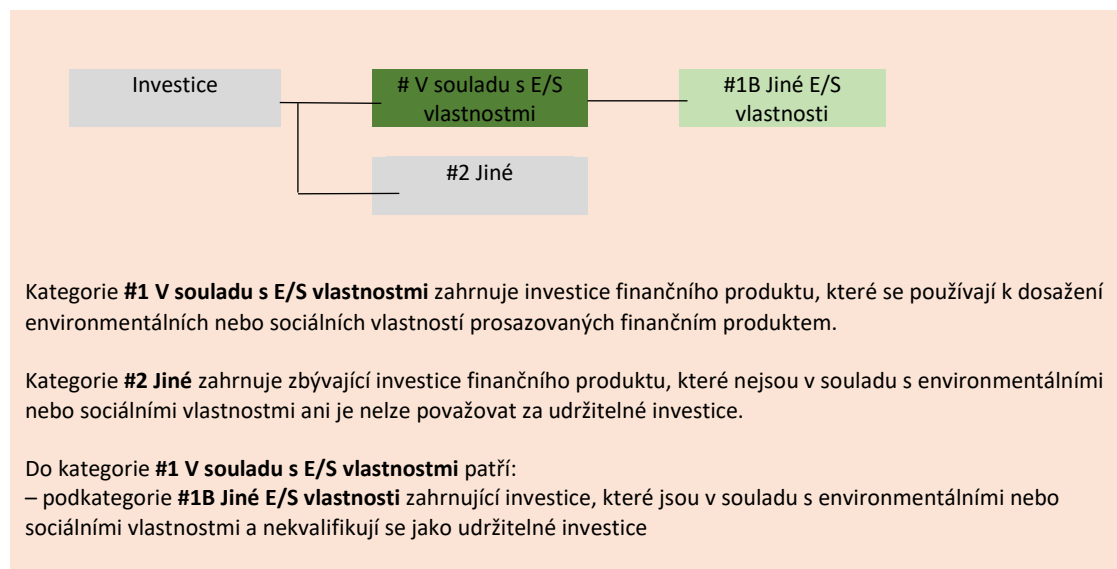 Investice
# V souladu s E/S
vlastnostmi
#1B Jiné E/S
vlastnosti
#2 Jiné
Kategorie #1 V souladu s E/S vlastnostmi zahrnuje investice finančního produktu, které se používají k dosažení
environmentálních nebo sociálních vlastností prosazovaných finančním produktem.
Kategorie #2 Jiné zahrnuje zbývající investice finančního produktu, které nejsou v souladu s environmentálními
nebo sociálními vlastnostmi ani je nelze považovat za udržitelné investice.
Do kategorie #1 V souladu s E/S vlastnostmi patří:
– podkategorie #1B Jiné E/S vlastnosti zahrnující investice, které jsou v souladu s environmentálními nebo
sociálními vlastnostmi a nekvalifikují se jako udržitelné investice